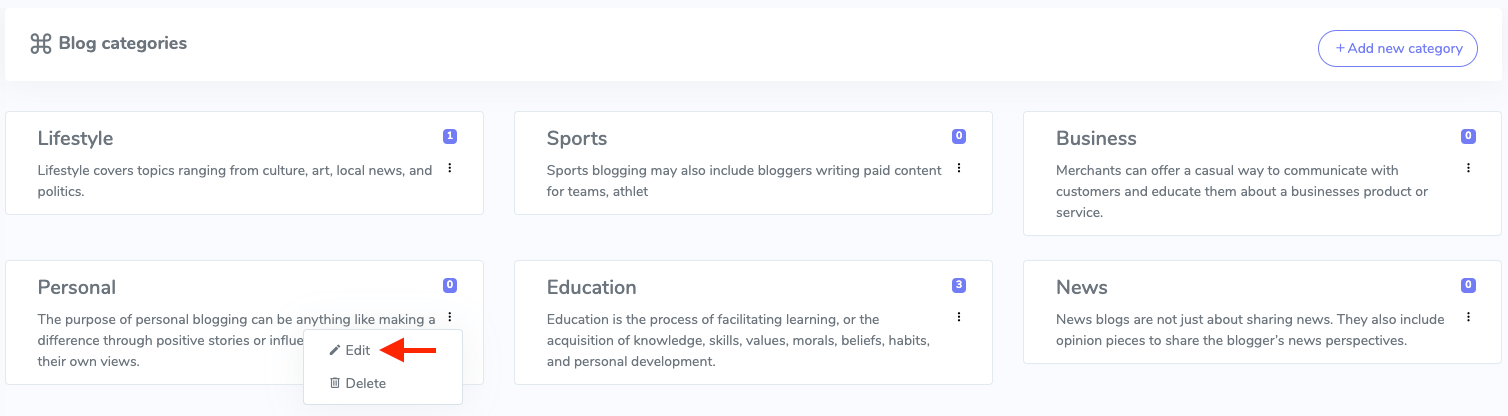 Blog categories
+ Add new category
Lifestyle
1
Lifestyle covers topics ranging from culture, art, local news, and
politics.
Sports
0
Sports blogging may also include bloggers writing paid content
for teams, athlet
Business
0
Merchants can offer a casual way to communicate with
customers and educate them about a businesses product or
service.
Personal
0
The purpose of personal blogging can be anything like making a
difference through positive stories or
their own views.
Edit
Delete
Education
3
Education is the process of facilitating learning, or the
acquisition of knowledge, skills, values, morals, beliefs, habits,
and personal development.
News
0
News blogs are not just about sharing news. They also include
opinion pieces to share the blogger's news perspectives.